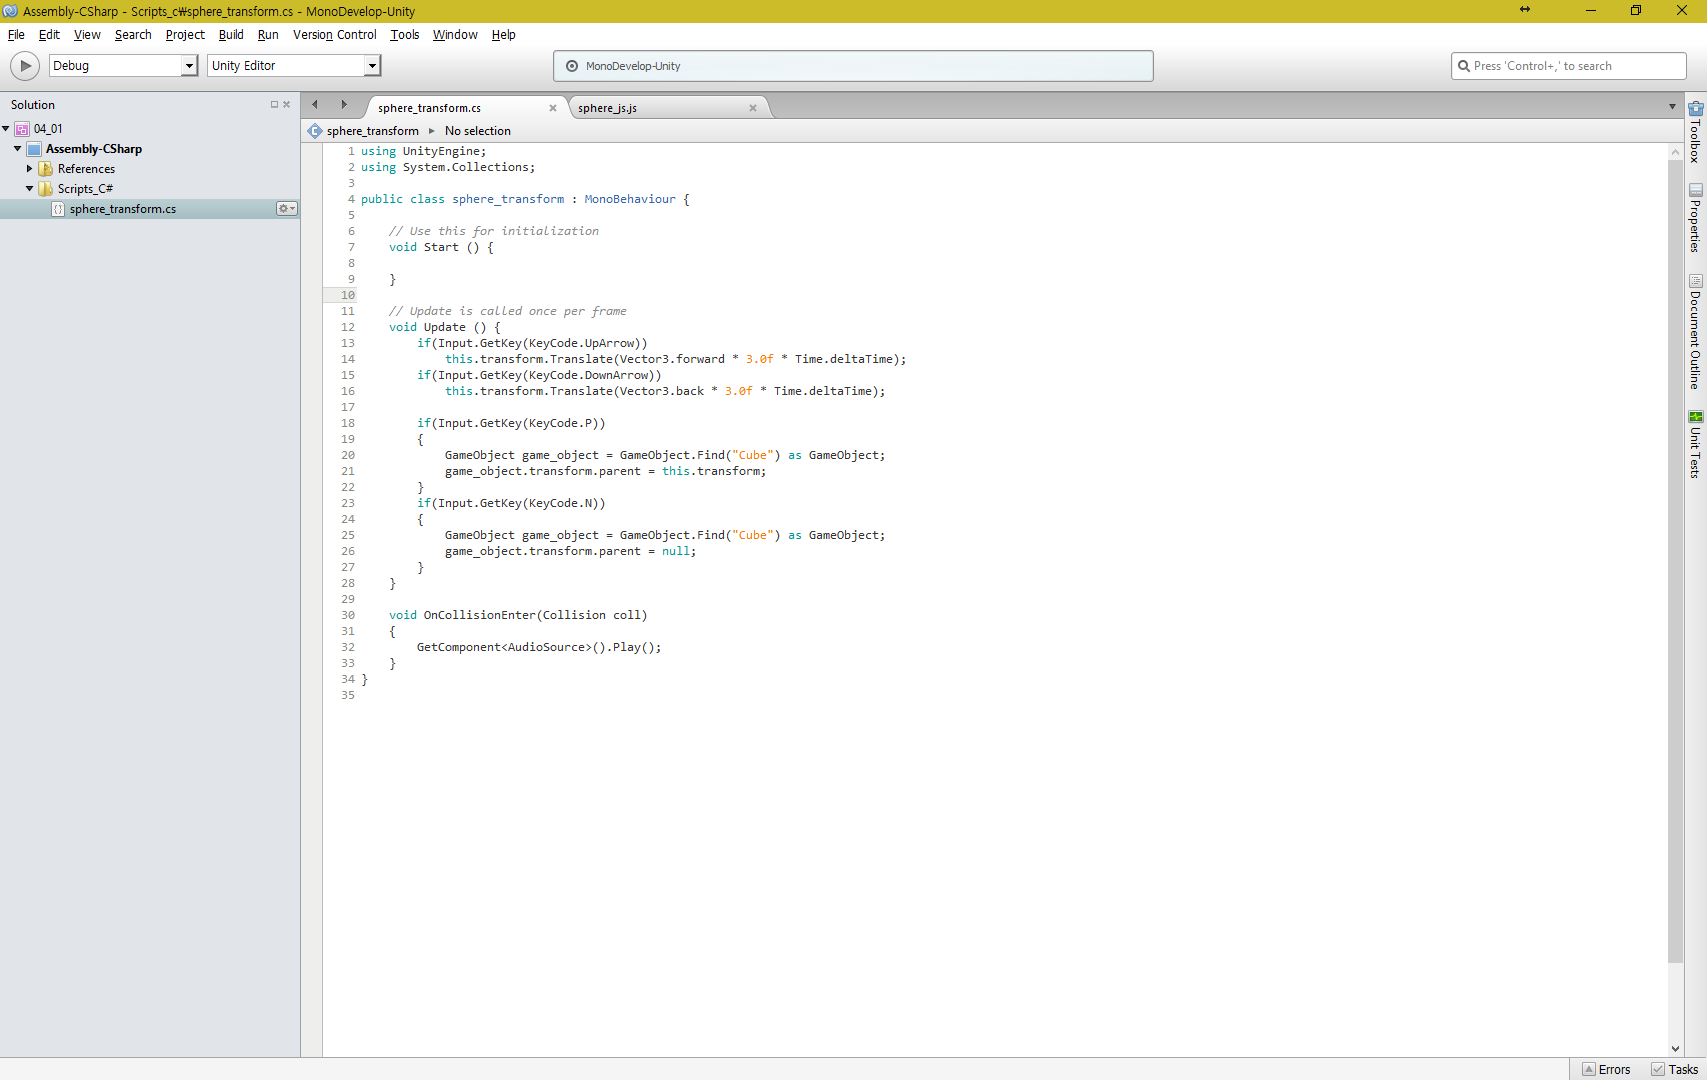 Assembly-CSharp - Scripts_c₩sphere_transform.cs - MonoDevelop-Unity
File Edit View Search Project Build Run Version Control Tools Window Help
Debug Unity Editor MonoDevelop-Unity Press 'Control+,' to search
Solution
04_01
Assembly-CSharp
References
Scripts_C#
sphere_transform.cs
sphere_transform.cs sphere_js.js
sphere_transform No selection
1 using UnityEngine;
2 using System.Collections;
3
4 public class sphere_transform : MonoBehaviour {
5
6 // Use this for initialization
7 void Start () {
8
9 }
10
11 // Update is called once per frame
12 void Update () {
13 if(Input.GetKey(KeyCode.UpArrow))
14 this.transform.Translate(Vector3.forward * 3.0f * Time.deltaTime);
15 if(Input.GetKey(KeyCode.DownArrow))
16 this.transform.Translate(Vector3.back * 3.0f * Time.deltaTime);
17
18 if(Input.GetKey(KeyCode.P))
19 {
20 GameObject game_object = GameObject.Find("Cube") as GameObject;
21 game_object.transform.parent = this.transform;
22 }
23 if(Input.GetKey(KeyCode.N))
24 {
25 GameObject game_object = GameObject.Find("Cube") as GameObject;
26 game_object.transform.parent = null;
27 }
28 }
29
30 void OnCollisionEnter(Collision coll)
31 {
32 GetComponent<AudioSource>().Play();
33 }
34 }
35
Toolbox
Properties
Document Outline
Unit Tests
Errors Tasks